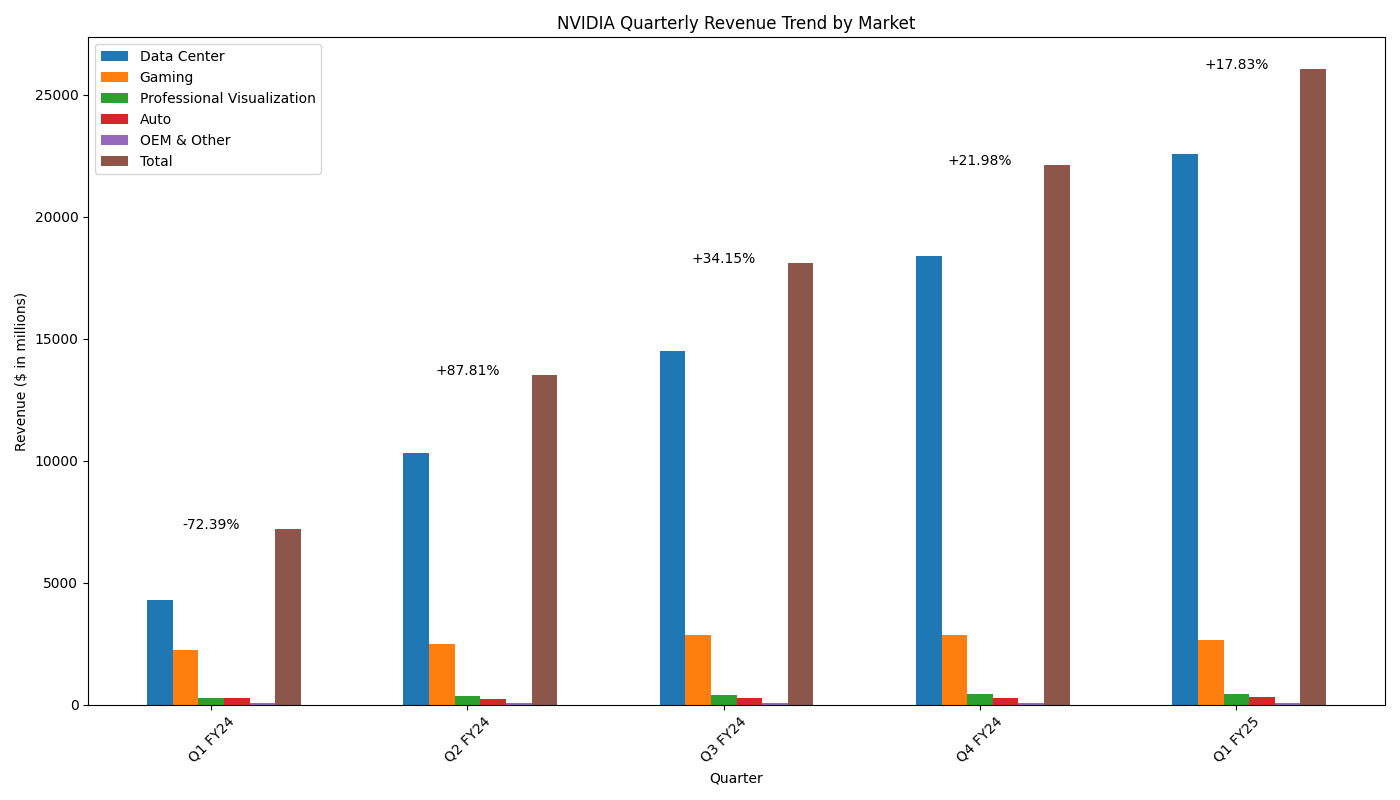 NVIDIA Quarterly Revenue Trend by Market
Data Center
Gaming
Professional Visualization
Auto
OEM & Other
Total
Revenue ($ in millions)
25000
20000
15000
10000
5000
0
-72.39%
+87.81%
+34.15%
+21.98%
+17.83%
Q1 FY24
Q2 FY24
Q3 FY24
Q4 FY24
Q1 FY25
Quarter